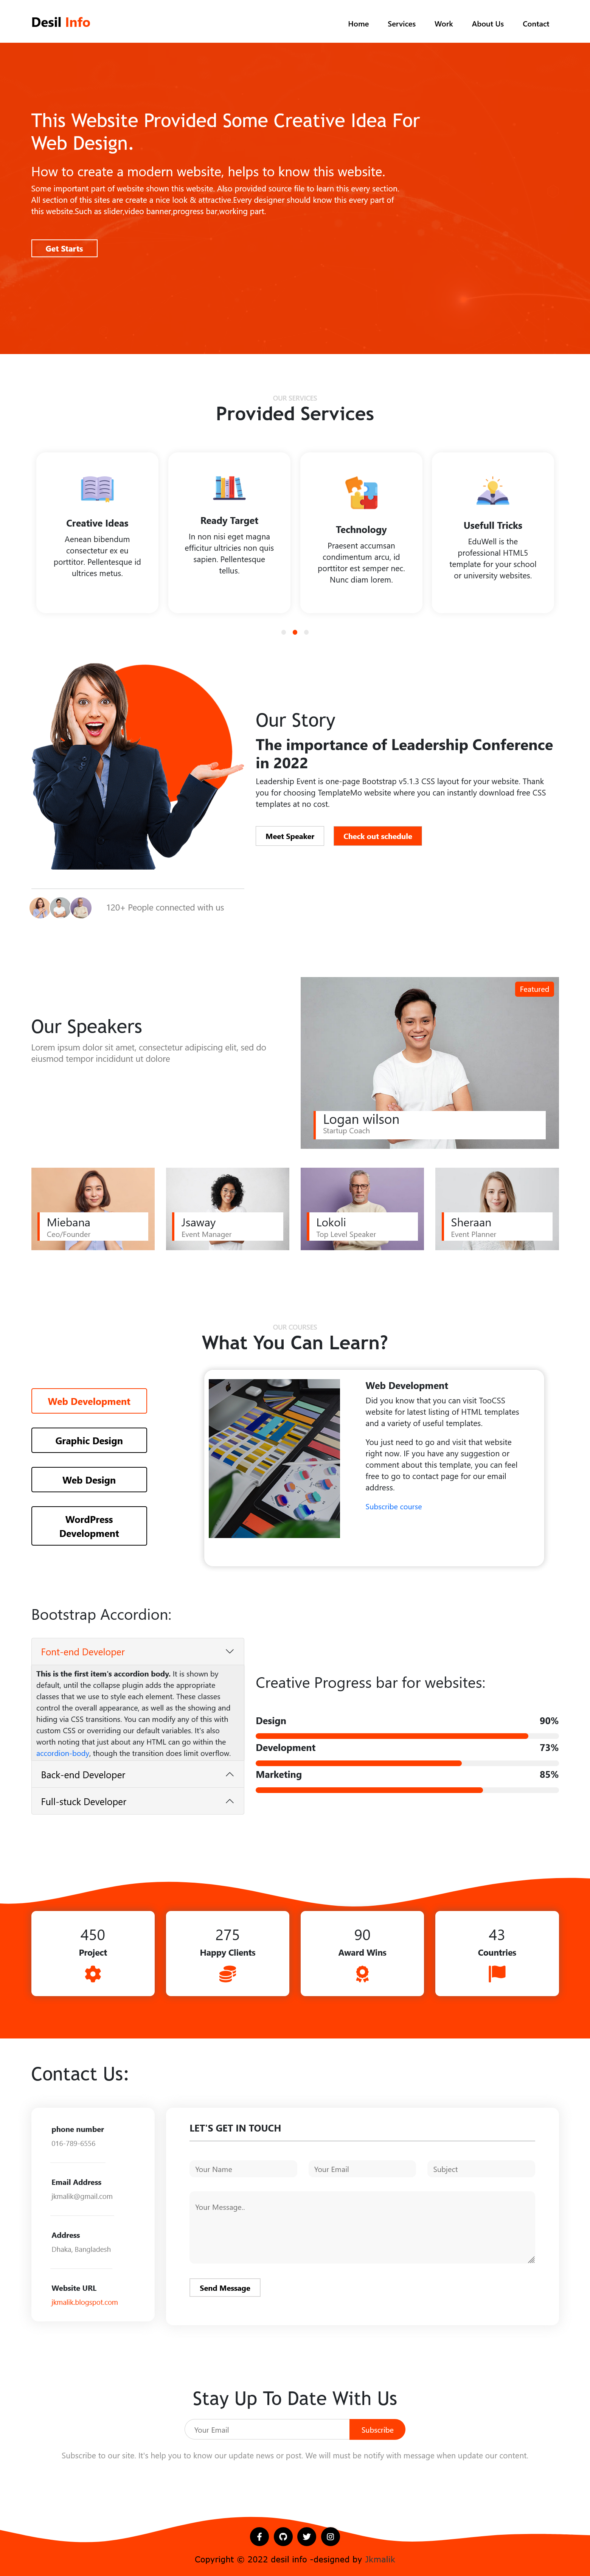 Desil Info
Home Services Work About Us Contact
This Website Provided Some Creative Idea For
Web Design.
How to create a modern website, helps to know this website.
Some important part of website shown this website. Also provided source file to learn this every section.
All section of this sites are create a nice look & attractive.Every designer should know this every part of
this website.Such as slider,video banner,progress bar,working part.
Get Starts
OUR SERVICES
Provided Services
Creative Ideas
Aenean bibendum
consectetur ex eu
porttitor. Pellentesque id
ultrices metus.
Ready Target
In non nisi eget magna
efficitur ultricies non quis
sapien. Pellentesque
tellus.
Technology
Praesent accumsan
condimentum arcu, id
porttitor est semper nec.
Nunc diam lorem.
Usefull Tricks
EduWell is the
professional HTML5
template for your school
or university websites.
Our Story
The importance of Leadership Conference
in 2022
Leadership Event is one-page Bootstrap v5.1.3 CSS layout for your website. Thank
you for choosing TemplateMo website where you can instantly download free CSS
templates at no cost.
Meet Speaker
Check out schedule
120+ People connected with us
Our Speakers
Lorem ipsum dolor sit amet, consectetur adipiscing elit, sed do
eiusmod tempor incididunt ut dolore
Featured
Logan wilson
Startup Coach
Miebana
Ceo/Founder
Jsaway
Event Manager
Lokoli
Top Level Speaker
Sheraan
Event Planner
OUR COURSES
What You Can Learn?
Web Development
Graphic Design
Web Design
WordPress
Development
Web Development
Did you know that you can visit TooCSS
website for latest listing of HTML templates
and a variety of useful templates.
You just need to go and visit that website
right now. IF you have any suggestion or
comment about this template, you can feel
free to go to contact page for our email
address.
Subscribe course
Bootstrap Accordion:
Font-end Developer
This is the first item's accordion body. It is shown by
default, until the collapse plugin adds the appropriate
classes that we use to style each element. These classes
control the overall appearance, as well as the showing and
hiding via CSS transitions. You can modify any of this with
custom CSS or overriding our default variables. It's also
worth noting that just about any HTML can go within the
accordion-body, though the transition does limit overflow.
Back-end Developer
Full-stuck Developer
Creative Progress bar for websites:
Design 90%
Development 73%
Marketing 85%
450
Project
275
Happy Clients
90
Award Wins
43
Countries
Contact Us:
phone number
016-789-6556
Email Address
jkmalik@gmail.com
Address
Dhaka, Bangladesh
Website URL
jkmalik.blogspot.com
LET'S GET IN TOUCH
Your Name
Your Email
Subject
Your Message..
Send Message
Stay Up To Date With Us
Your Email
Subscribe
Subscribe to our site. It's help you to know our update news or post. We will must be notify with message when update our content.
Copyright © 2022 desil info -designed by Jkmalik